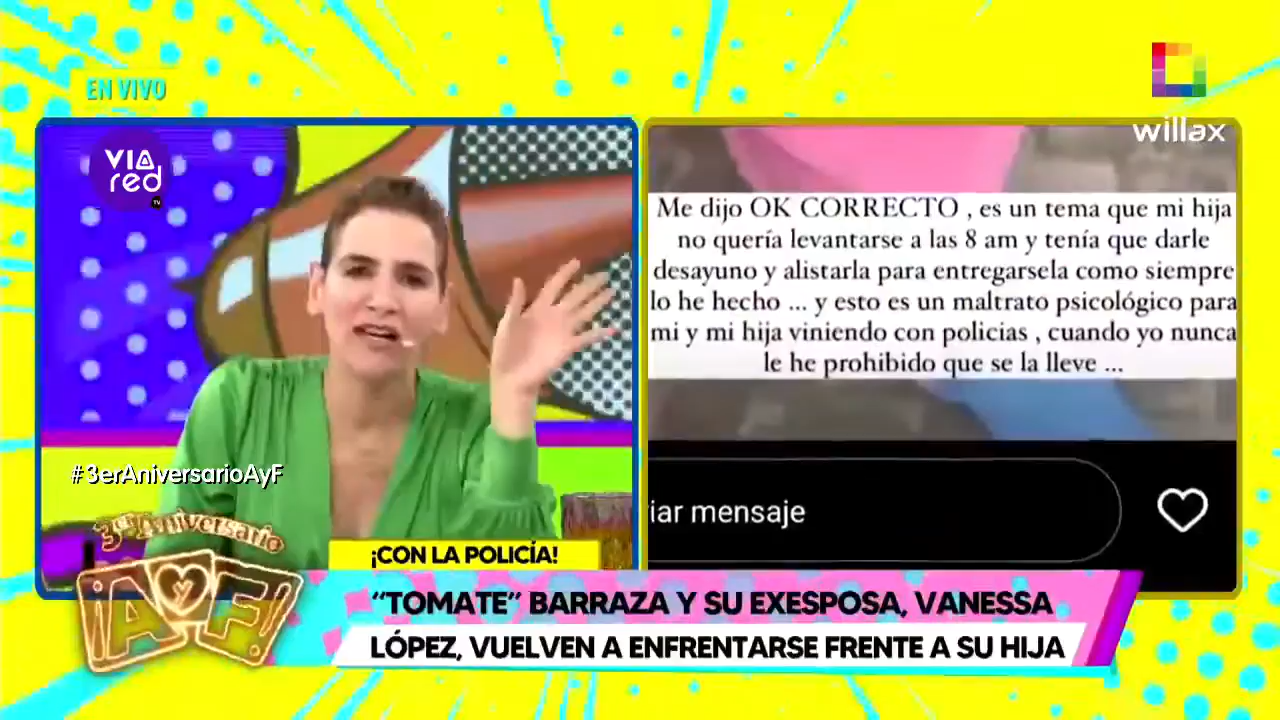 EN VIVO
willax
VIA
red
TV
Me dijo OK CORRECTO , es un tema que mi hija
no quería levantarse a las 8 am y tenía que darle
desayuno y alistarla para entregarsela como siempre
lo he hecho ... y esto es un maltrato psicológico para
mi y mi hija viniendo con policias , cuando yo nunca
le he prohibido que se la lleve ...
iar mensaje
#3erAniversarioAyF
3er Aniversario
¡A y F!
¡CON LA POLICÍA!
“TOMATE” BARRAZA Y SU EXESPOSA, VANESSA
LÓPEZ, VUELVEN A ENFRENTARSE FRENTE A SU HIJA